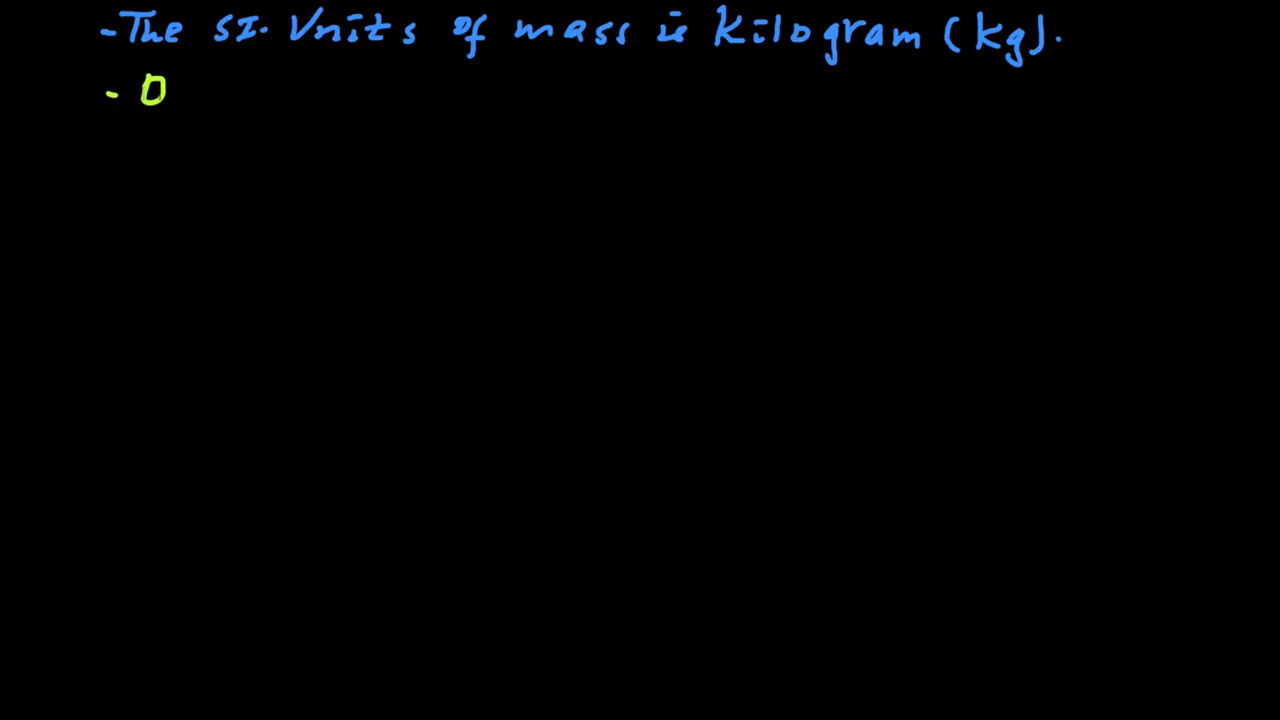 -The SI. Units of mass is kilogram (kg).
- O